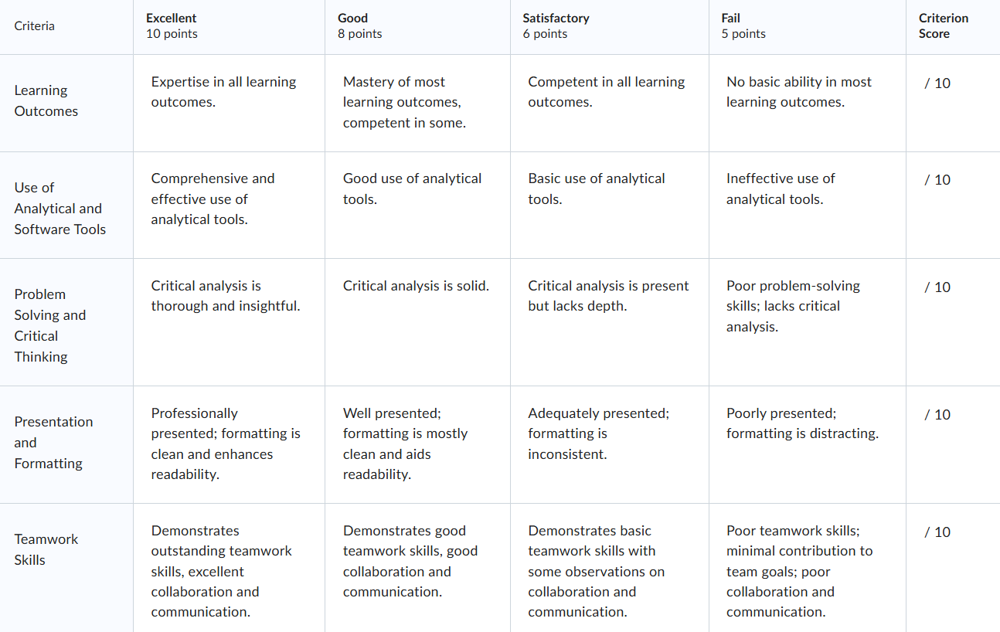 Criteria
Excellent
10 points
Good
8 points
Satisfactory
6 points
Fail
5 points
Criterion
Score
Learning
Outcomes
Expertise in all learning
outcomes.
Mastery of most
learning outcomes,
competent in some.
Competent in all learning
outcomes.
No basic ability in most
learning outcomes.
/ 10
Use of
Analytical and
Software Tools
Comprehensive and
effective use of
analytical tools.
Good use of analytical
tools.
Basic use of analytical
tools.
Ineffective use of
analytical tools.
/ 10
Problem
Solving and
Critical
Thinking
Critical analysis is
thorough and insightful.
Critical analysis is solid.
Critical analysis is present
but lacks depth.
Poor problem-solving
skills; lacks critical
analysis.
/ 10
Presentation
and
Formatting
Professionally
presented; formatting is
clean and enhances
readability.
Well presented;
formatting is mostly
clean and aids
readability.
Adequately presented;
formatting is
inconsistent.
Poorly presented;
formatting is distracting.
/ 10
Teamwork
Skills
Demonstrates
outstanding teamwork
skills, excellent
collaboration and
communication.
Demonstrates good
teamwork skills, good
collaboration and
communication.
Demonstrates basic
teamwork skills with
some observations on
collaboration and
communication.
Poor teamwork skills;
minimal contribution to
team goals; poor
collaboration and
communication.
/ 10